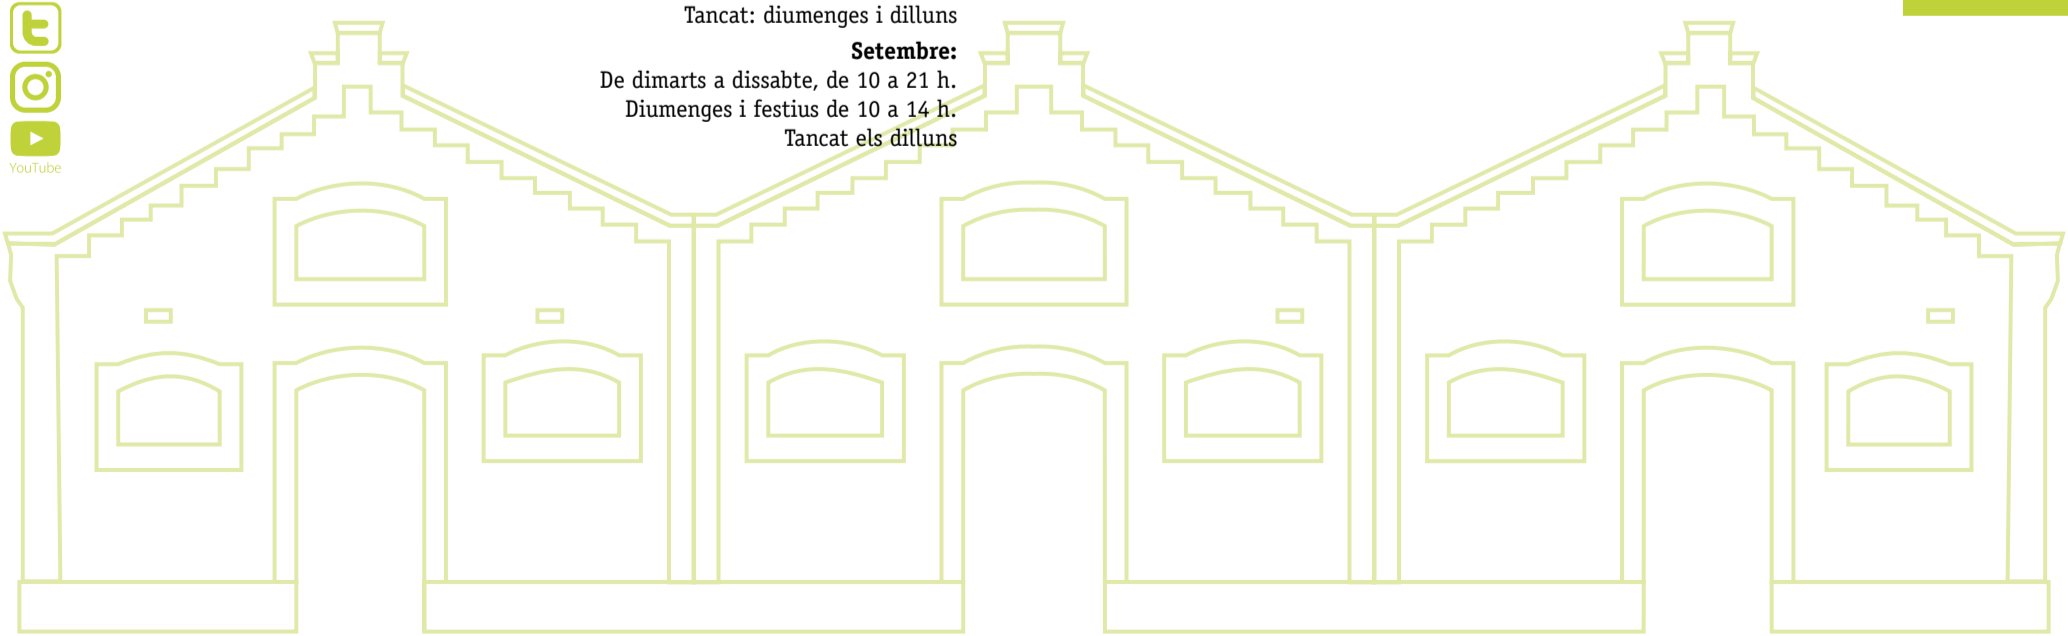 Tancat: diumenges i dilluns
Setembre:
De dimarts a dissabte, de 10 a 21 h.
Diumenges i festius de 10 a 14 h.
Tancat els dilluns
YouTube